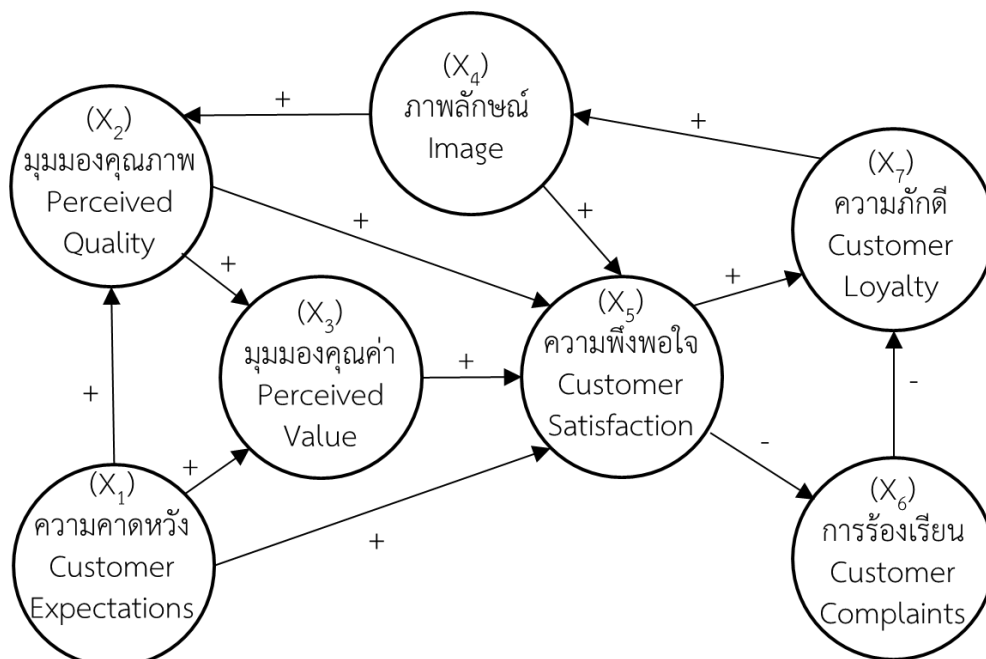 (X₄)
ภาพลักษณ์
Image
+
(X₂)
มุมมองคุณภาพ
Perceived
Quality
+
(X₇)
ความภักดี
Customer
Loyalty
+
+
+
+
(X₃)
มุมมองคุณค่า
Perceived
Value
+
(X₅)
ความพึงพอใจ
Customer
Satisfaction
+
-
+
+
+
-
(X₁)
ความคาดหวัง
Customer
Expectations
(X₆)
การร้องเรียน
Customer
Complaints